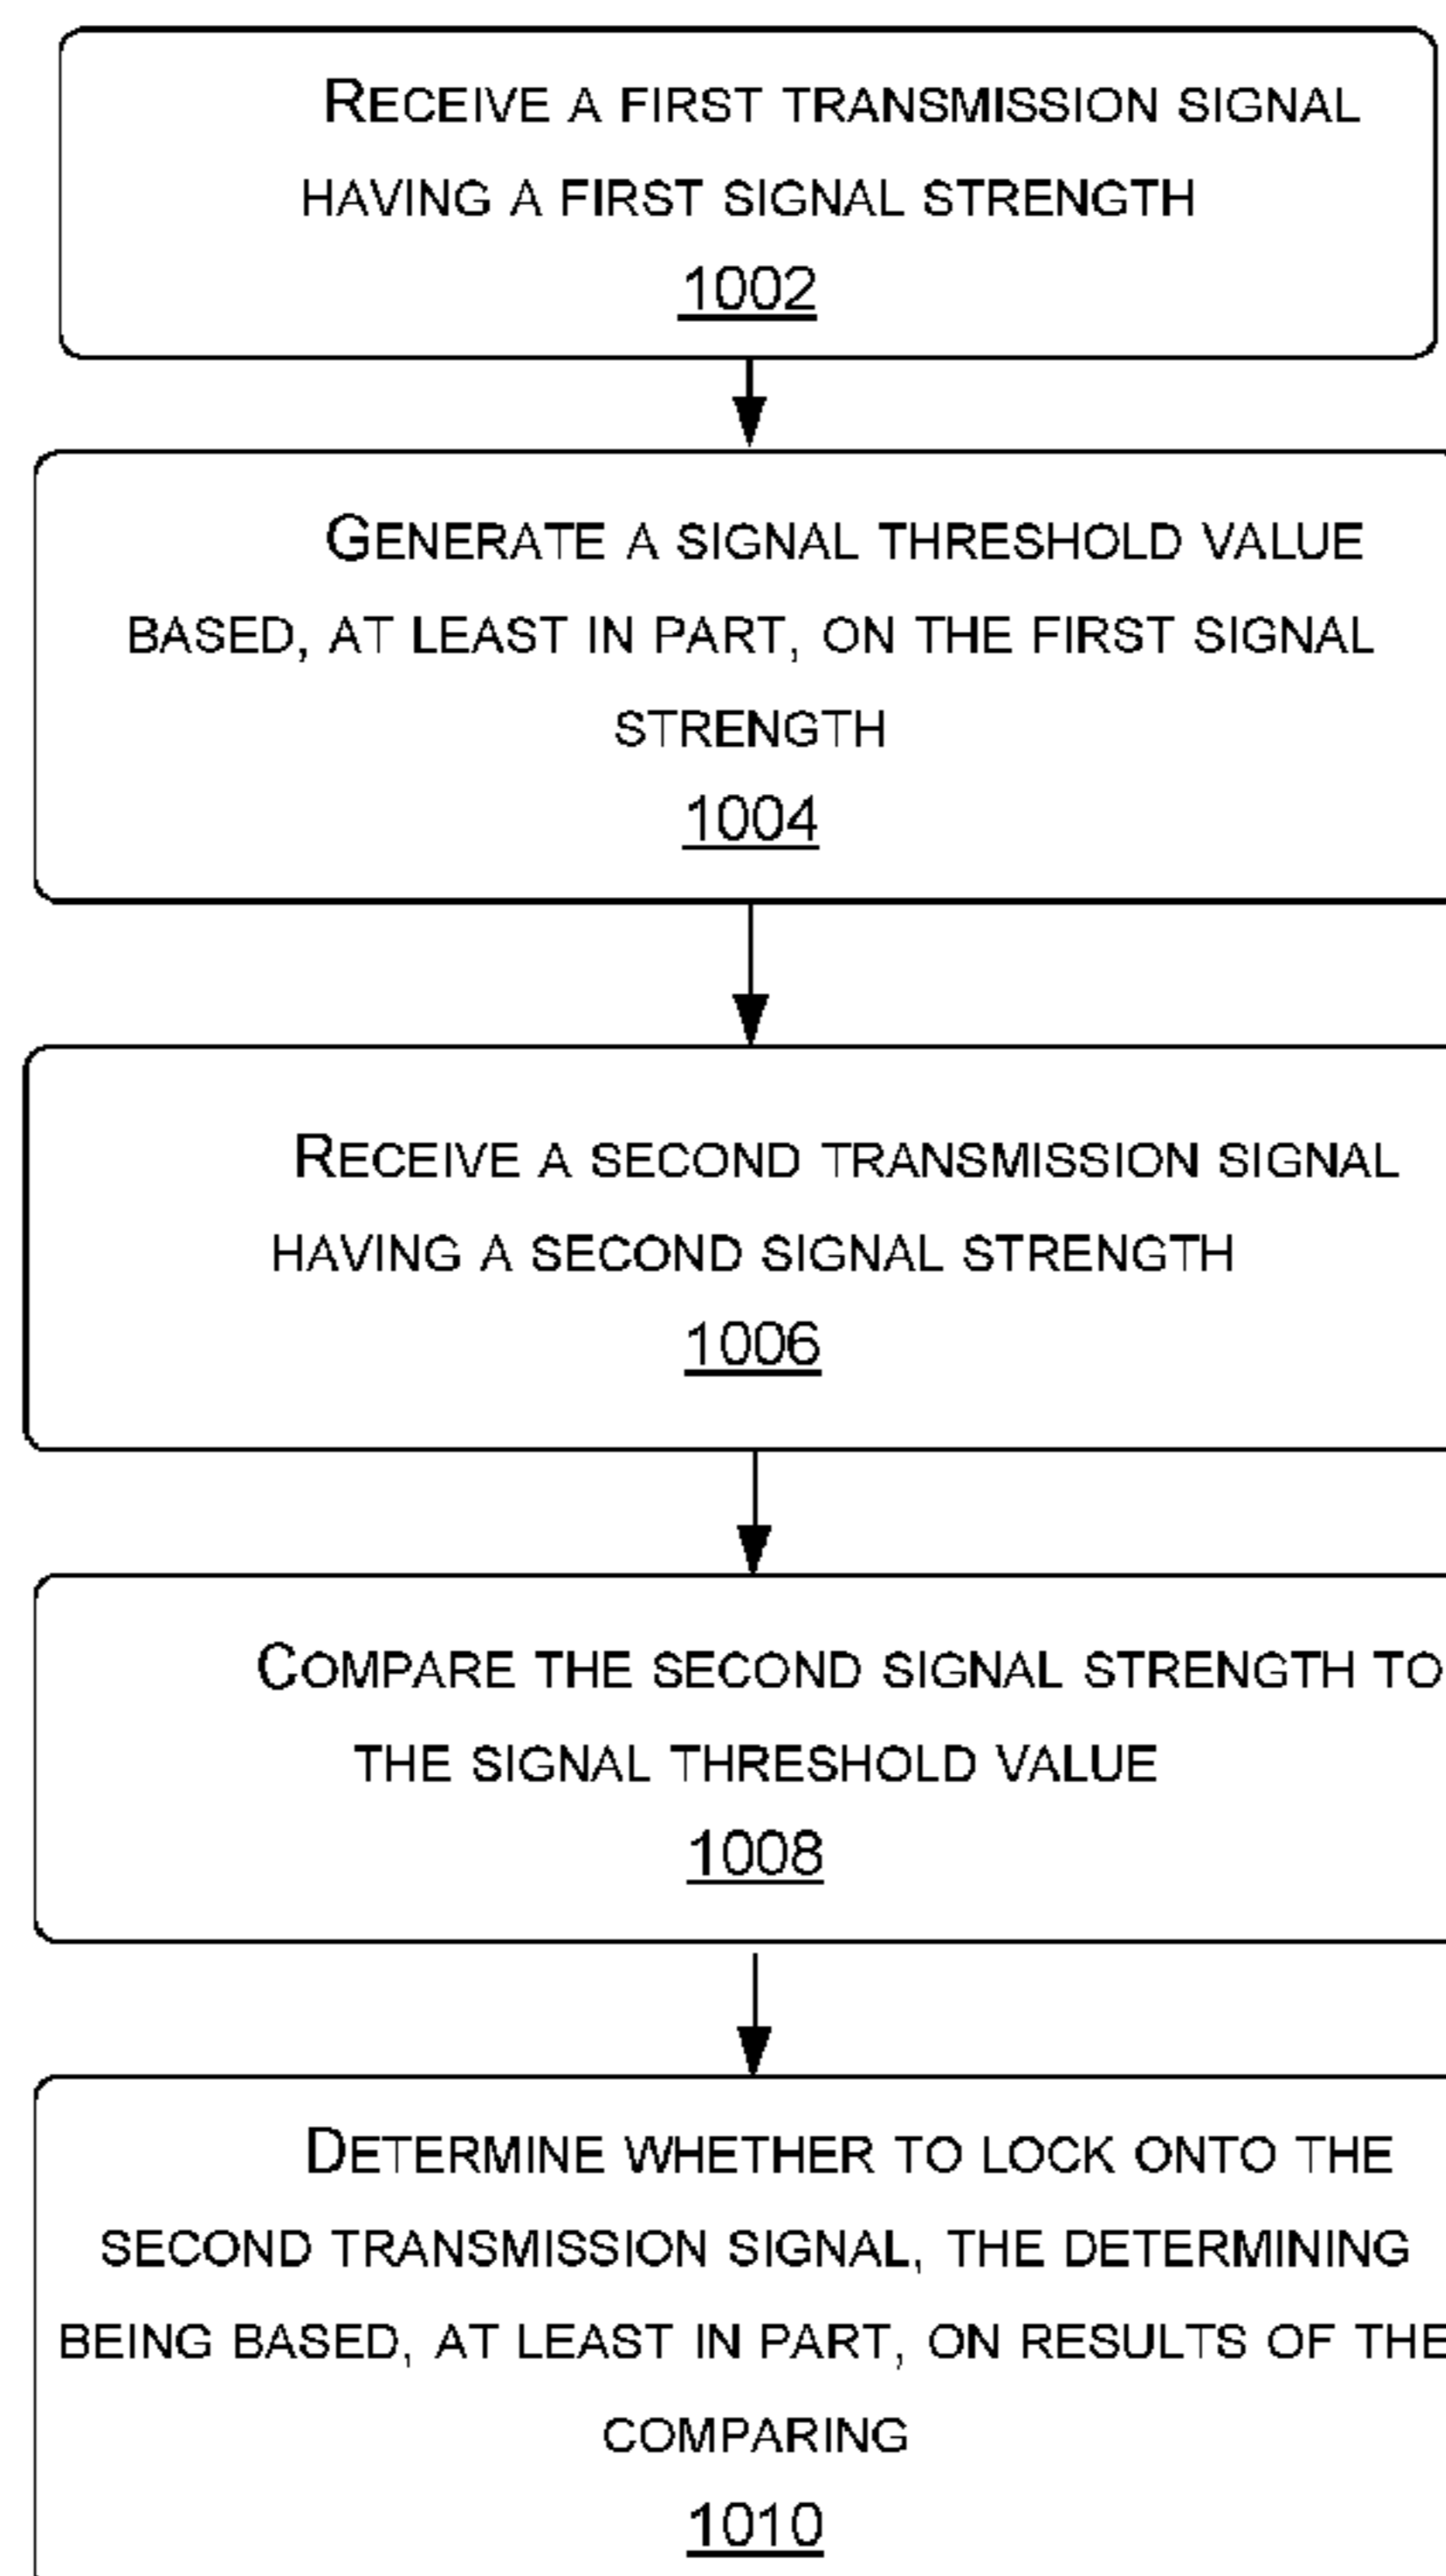 RECEIVE A FIRST TRANSMISSION SIGNAL
HAVING A FIRST SIGNAL STRENGTH
1002
GENERATE A SIGNAL THRESHOLD VALUE
BASED, AT LEAST IN PART, ON THE FIRST SIGNAL
STRENGTH
1004
RECEIVE A SECOND TRANSMISSION SIGNAL
HAVING A SECOND SIGNAL STRENGTH
1006
COMPARE THE SECOND SIGNAL STRENGTH TO
THE SIGNAL THRESHOLD VALUE
1008
DETERMINE WHETHER TO LOCK ONTO THE
SECOND TRANSMISSION SIGNAL, THE DETERMINING
BEING BASED, AT LEAST IN PART, ON RESULTS OF THE
COMPARING
1010